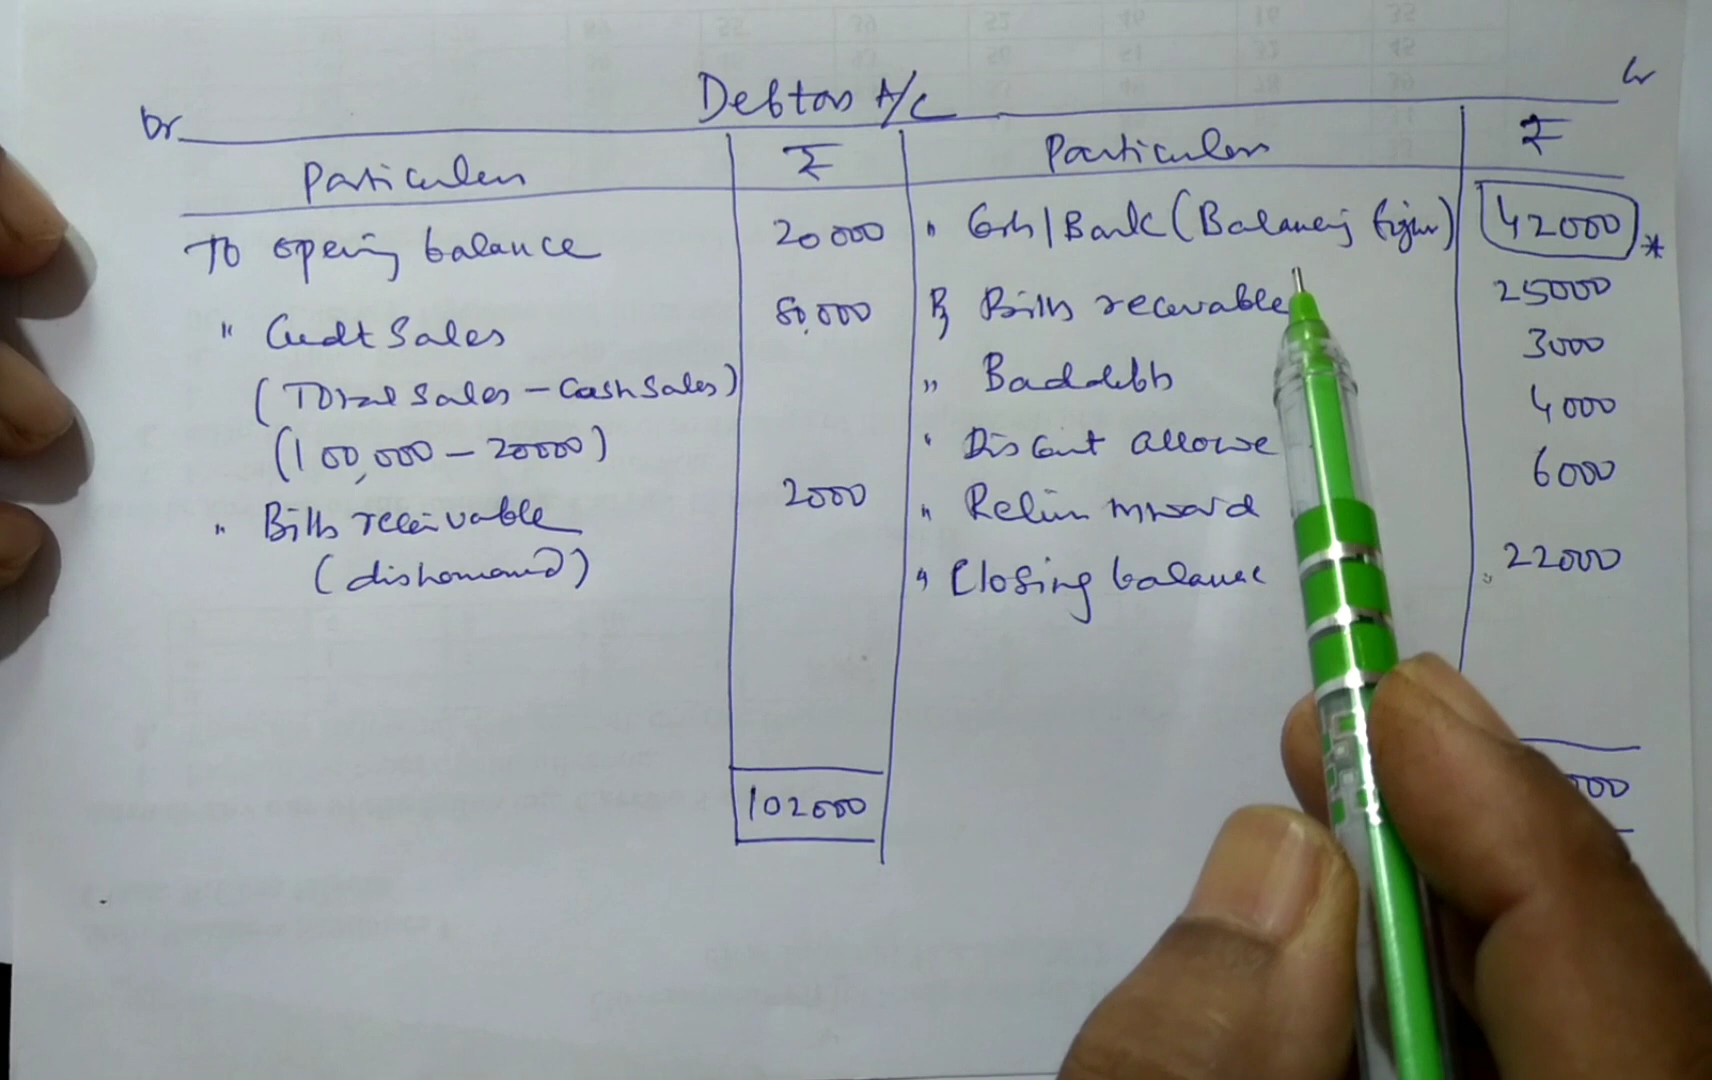 Debtors A/C
Dr
Cr
Particulars ₹ Particulars ₹
To opening balance 20000 " Cash/Bank (Balancing figure) 42000 *
" Credit Sales 80,000 By Bills receivable 25000
(Total Sales - Cash Sales) " Bad debts 3000
(100,000 - 20000) " Discount allowe 4000
" Bills receivable 2000 " Return inward 6000
(dishonoured) " Closing balance 22000
102000 000